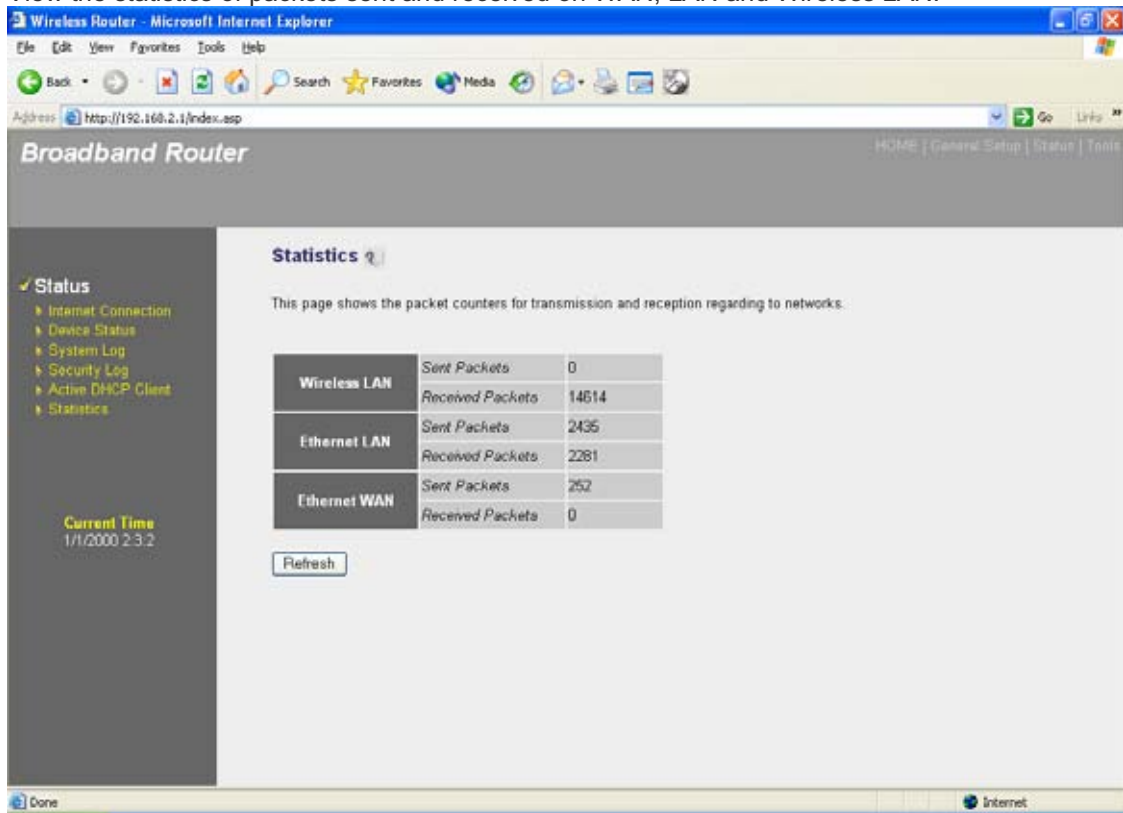 View the statistics of packets sent and received on WAN, LAN and Wireless LAN.
Wireless Router - Microsoft Internet Explorer
File Edit View Favorites Tools Help
Back Search Favorites Media
Address http://192.168.2.1/index.asp Go Links »
Broadband Router
HOME | General Setup | Status | Tools
Status
Internet Connection
Device Status
System Log
Security Log
Active DHCP Client
Statistics
Current Time
1/1/2000 2:3:2
Statistics
This page shows the packet counters for transmission and reception regarding to networks.
Wireless LAN
Sent Packets 0
Received Packets 14614
Ethernet LAN
Sent Packets 2435
Received Packets 2281
Ethernet WAN
Sent Packets 252
Received Packets 0
Refresh
Done Internet